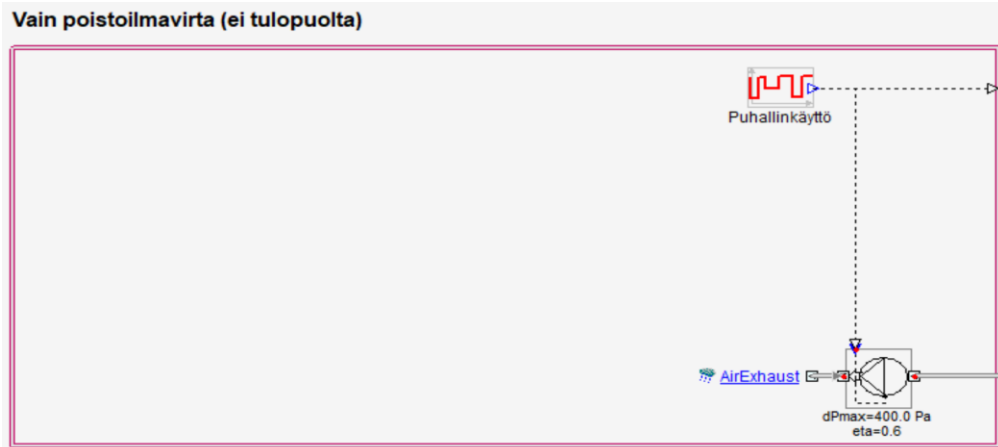 Vain poistoilmavirta (ei tulopuolta)
Puhallinkäyttö
AirExhaust
dPmax=400.0 Pa
eta=0.6